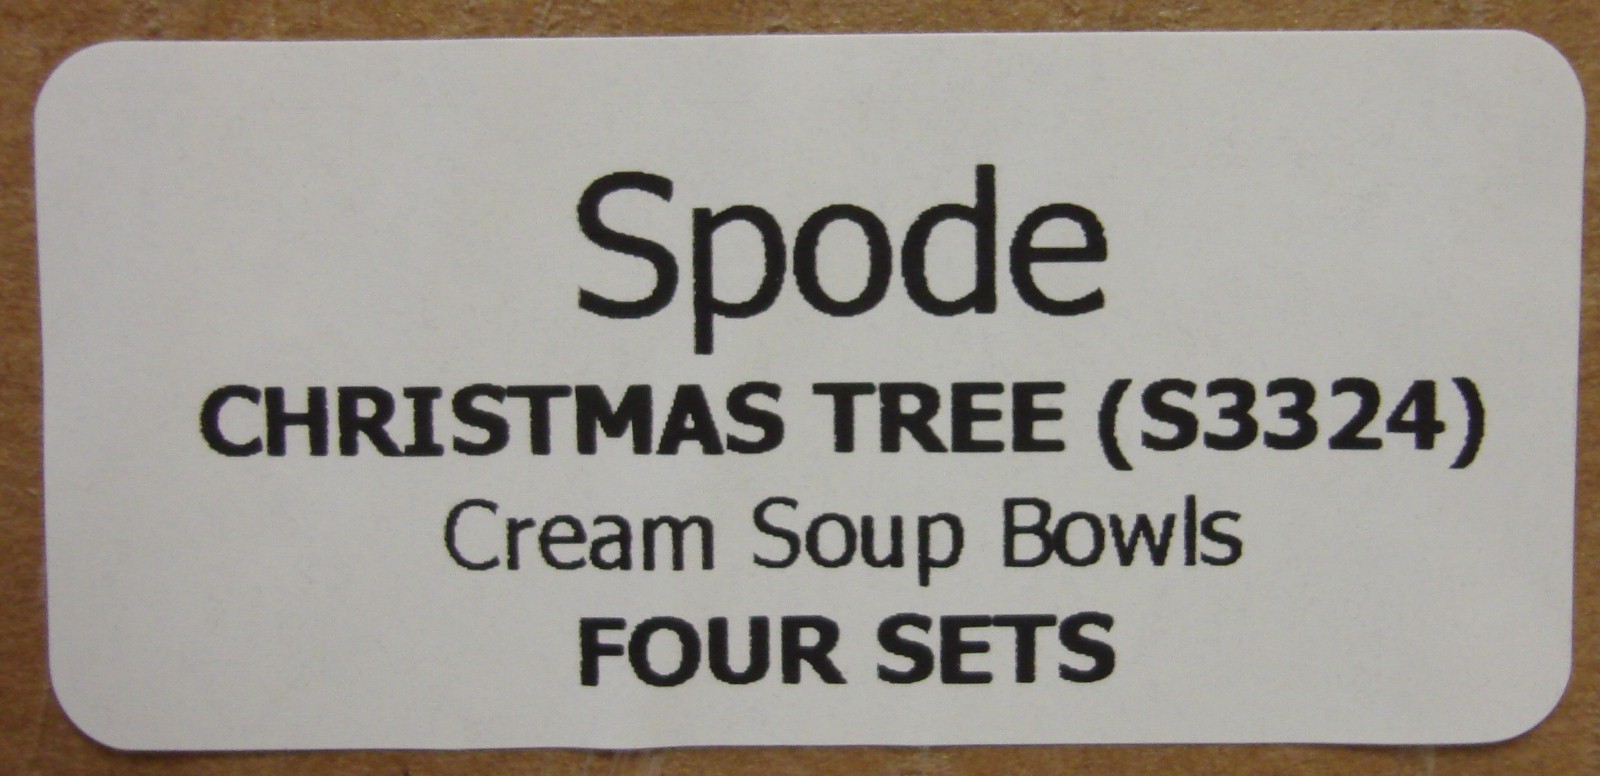 Spode
CHRISTMAS TREE (S3324)
Cream Soup Bowls
FOUR SETS